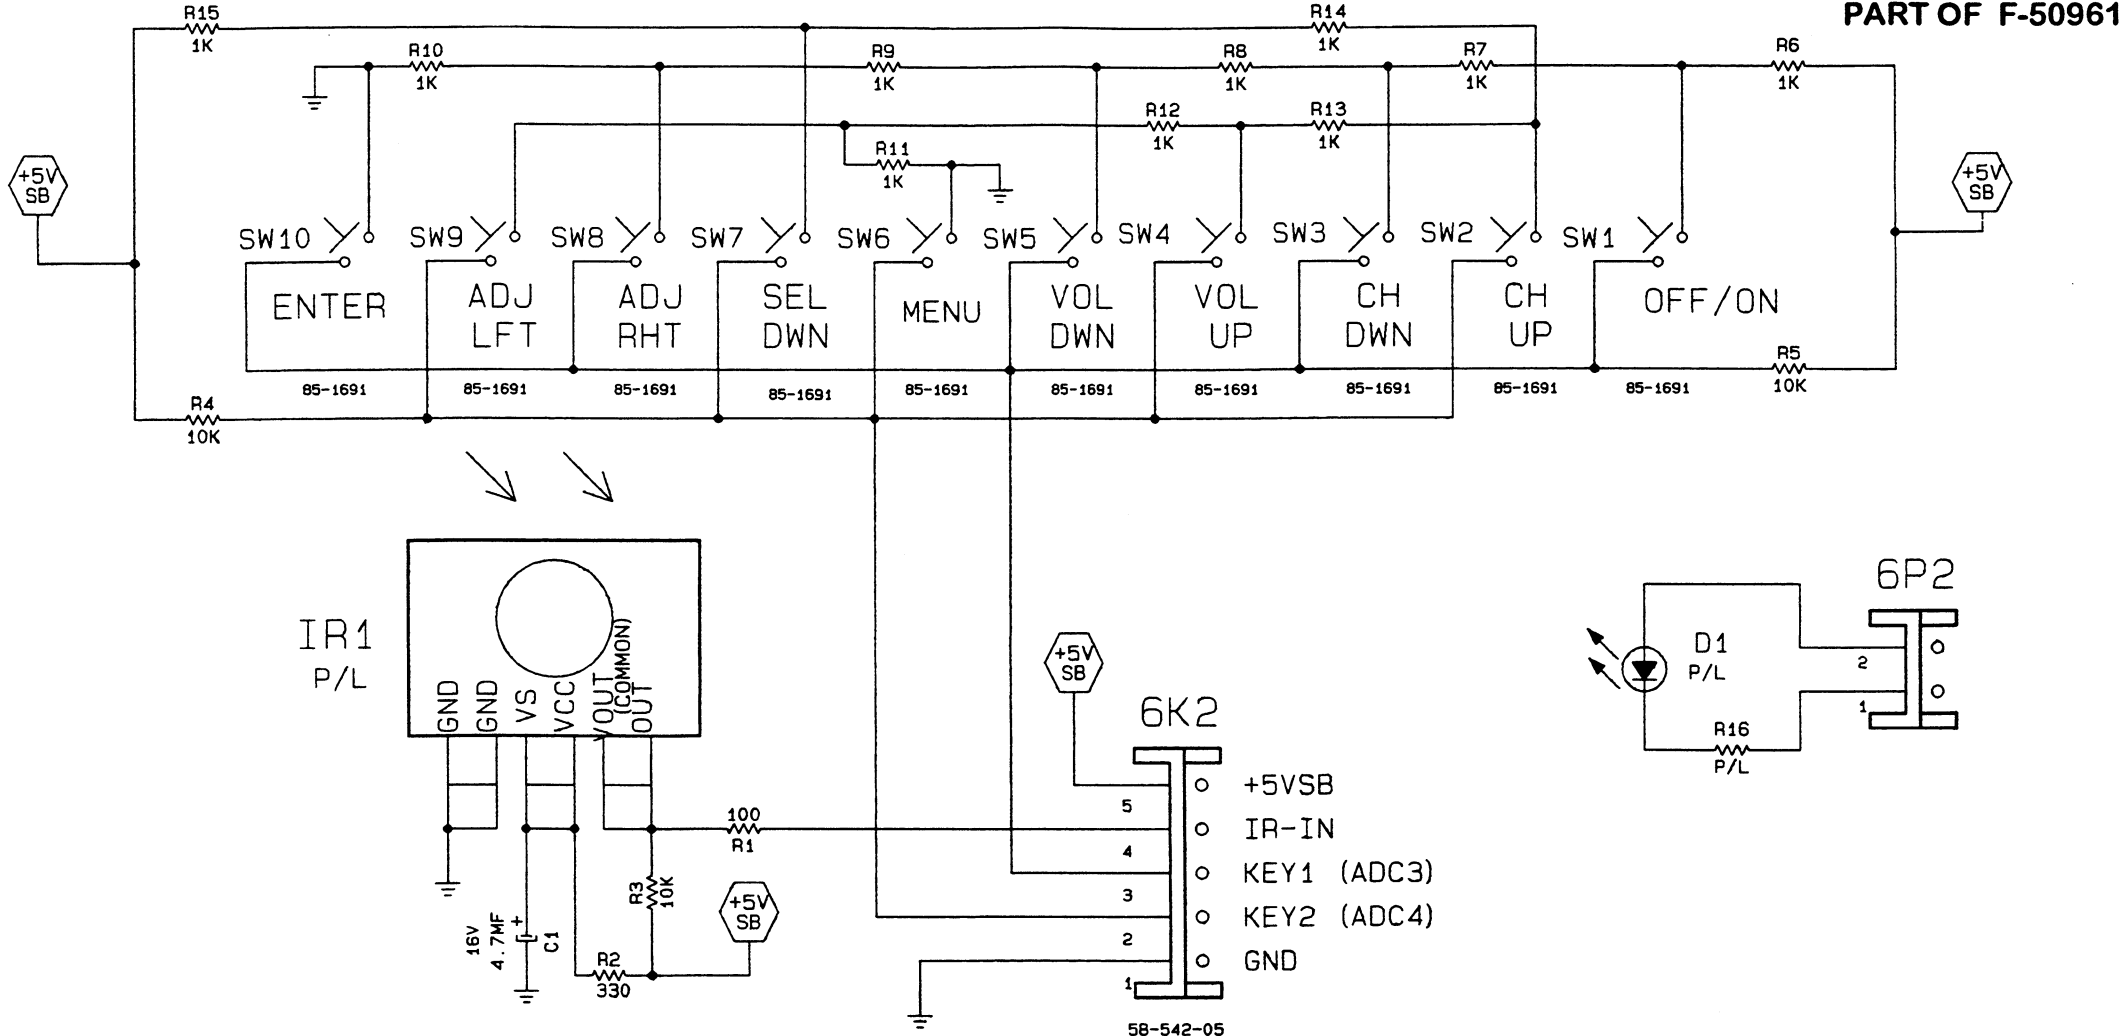 PART OF F-50961
R15
1K
R14
1K
R10
1K
R9
1K
R8
1K
R7
1K
R6
1K
R12
1K
R13
1K
R11
1K
+5V
SB
+5V
SB
SW10
SW9
SW8
SW7
SW6
SW5
SW4
SW3
SW2
SW1
ENTER
ADJ
LFT
ADJ
RHT
SEL
DWN
MENU
VOL
DWN
VOL
UP
CH
DWN
CH
UP
OFF/ON
85-1691
85-1691
85-1691
85-1691
85-1691
85-1691
85-1691
85-1691
85-1691
85-1691
R5
10K
R4
10K
IR1
P/L
GND
GND
VS
VCC
VOUT
(COMMON)
OUT
100
R1
R3
10K
+5V
SB
16V
4.7MF
+
C1
R2
330
+5V
SB
6K2
5
+5VSB
4
IR-IN
3
KEY1 (ADC3)
2
KEY2 (ADC4)
1
GND
58-542-05
6P2
D1
P/L
2
1
R16
P/L